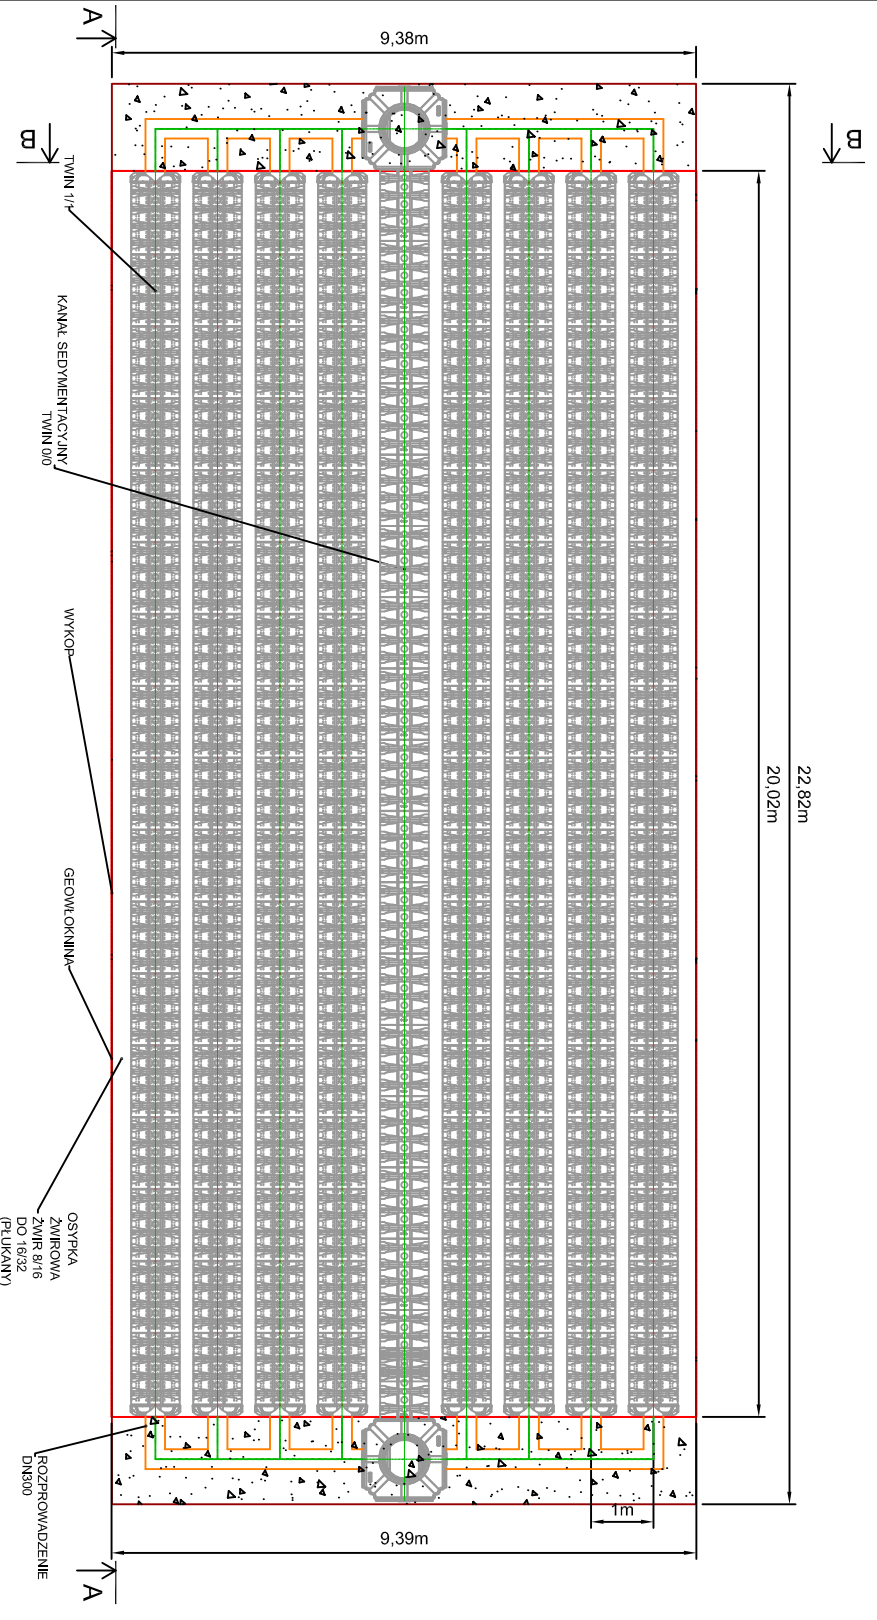 A
9,38m
B
B
TWIN 1/1
KANAŁ SEDYMENTACYJNY
TWIN 0/0
WYKOP
22,82m
20,02m
GEOWŁOKNINA
OSYPKA
ŻWIROWA
ŻWIR 8/16
DO 16/32
(PŁUKANY)
ROZPROWADZENIE
DN300
1m
9,39m
A